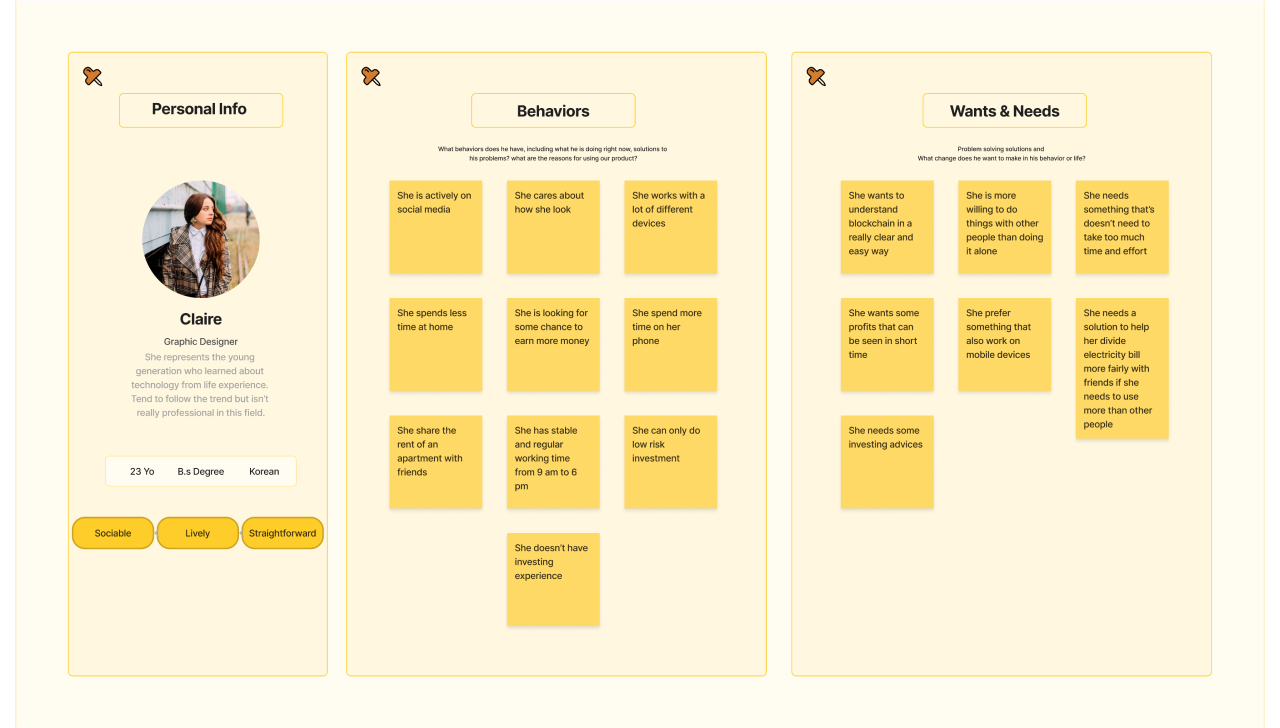 Personal Info
Claire
Graphic Designer
She represents the young
generation who learned about
technology from life experience.
Tend to follow the trend but isn't
really professional in this field.
23 Yo B.s Degree Korean
Sociable Lively Straightforward
Behaviors
What behaviors does he have, including what he is doing right now, solutions to
his problems? what are the reasons for using our product?
She is actively on
social media
She cares about
how she look
She works with a
lot of different
devices
She spends less
time at home
She is looking for
some chance to
earn more money
She spend more
time on her
phone
She share the
rent of an
apartment with
friends
She has stable
and regular
working time
from 9 am to 6
pm
She can only do
low risk
investment
She doesn't have
investing
experience
Wants & Needs
Problem solving solutions and
What change does he want to make in his behavior or life?
She wants to
understand
blockchain in a
really clear and
easy way
She is more
willing to do
things with other
people than doing
it alone
She needs
something that's
doesn't need to
take too much
time and effort
She wants some
profits that can
be seen in short
time
She prefer
something that
also work on
mobile devices
She needs a
solution to help
her divide
electricity bill
more fairly with
friends if she
needs to use
more than other
people
She needs some
investing advices